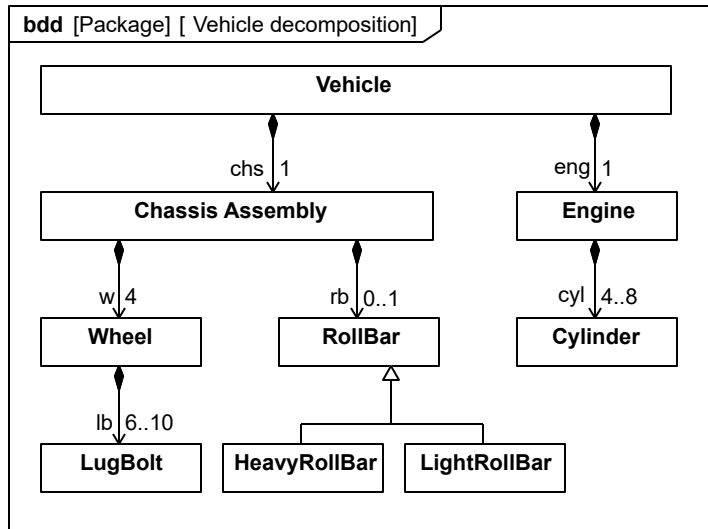 bdd [Package] [ Vehicle decomposition]
Vehicle
chs 1
eng 1
Chassis Assembly
Engine
w 4
rb 0..1
cyl 4..8
Wheel
RollBar
Cylinder
lb 6..10
LugBolt
HeavyRollBar
LightRollBar